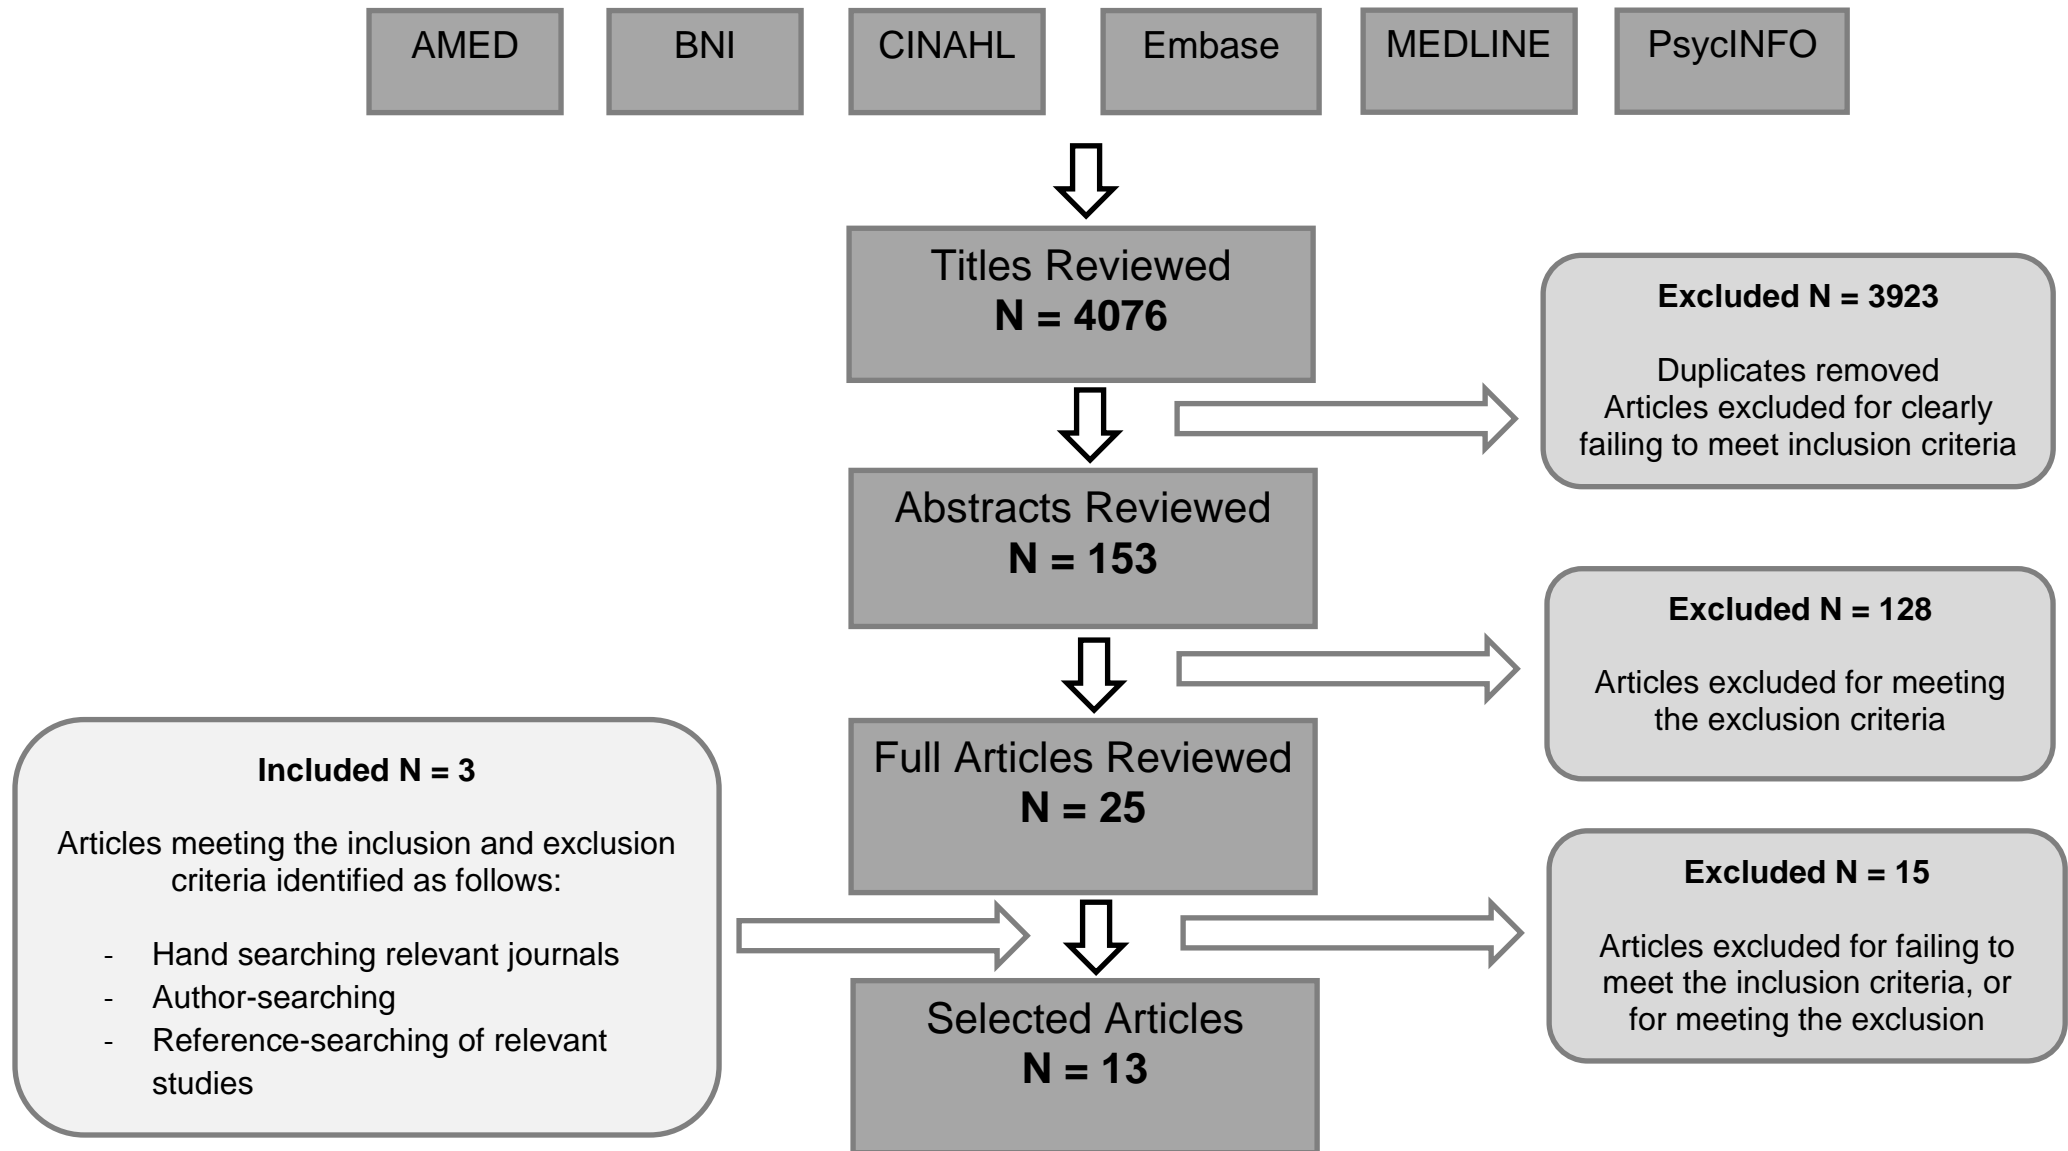 AMED
BNI
CINAHL
Embase
MEDLINE
PsycINFO
Titles Reviewed
N = 4076
Excluded N = 3923
Duplicates removed
Articles excluded for clearly
failing to meet inclusion criteria
Abstracts Reviewed
N = 153
Excluded N = 128
Articles excluded for meeting
the exclusion criteria
Full Articles Reviewed
N = 25
Included N = 3
Articles meeting the inclusion and exclusion
criteria identified as follows:
- Hand searching relevant journals
- Author-searching
- Reference-searching of relevant
studies
Excluded N = 15
Articles excluded for failing to
meet the inclusion criteria, or
for meeting the exclusion
Selected Articles
N = 13